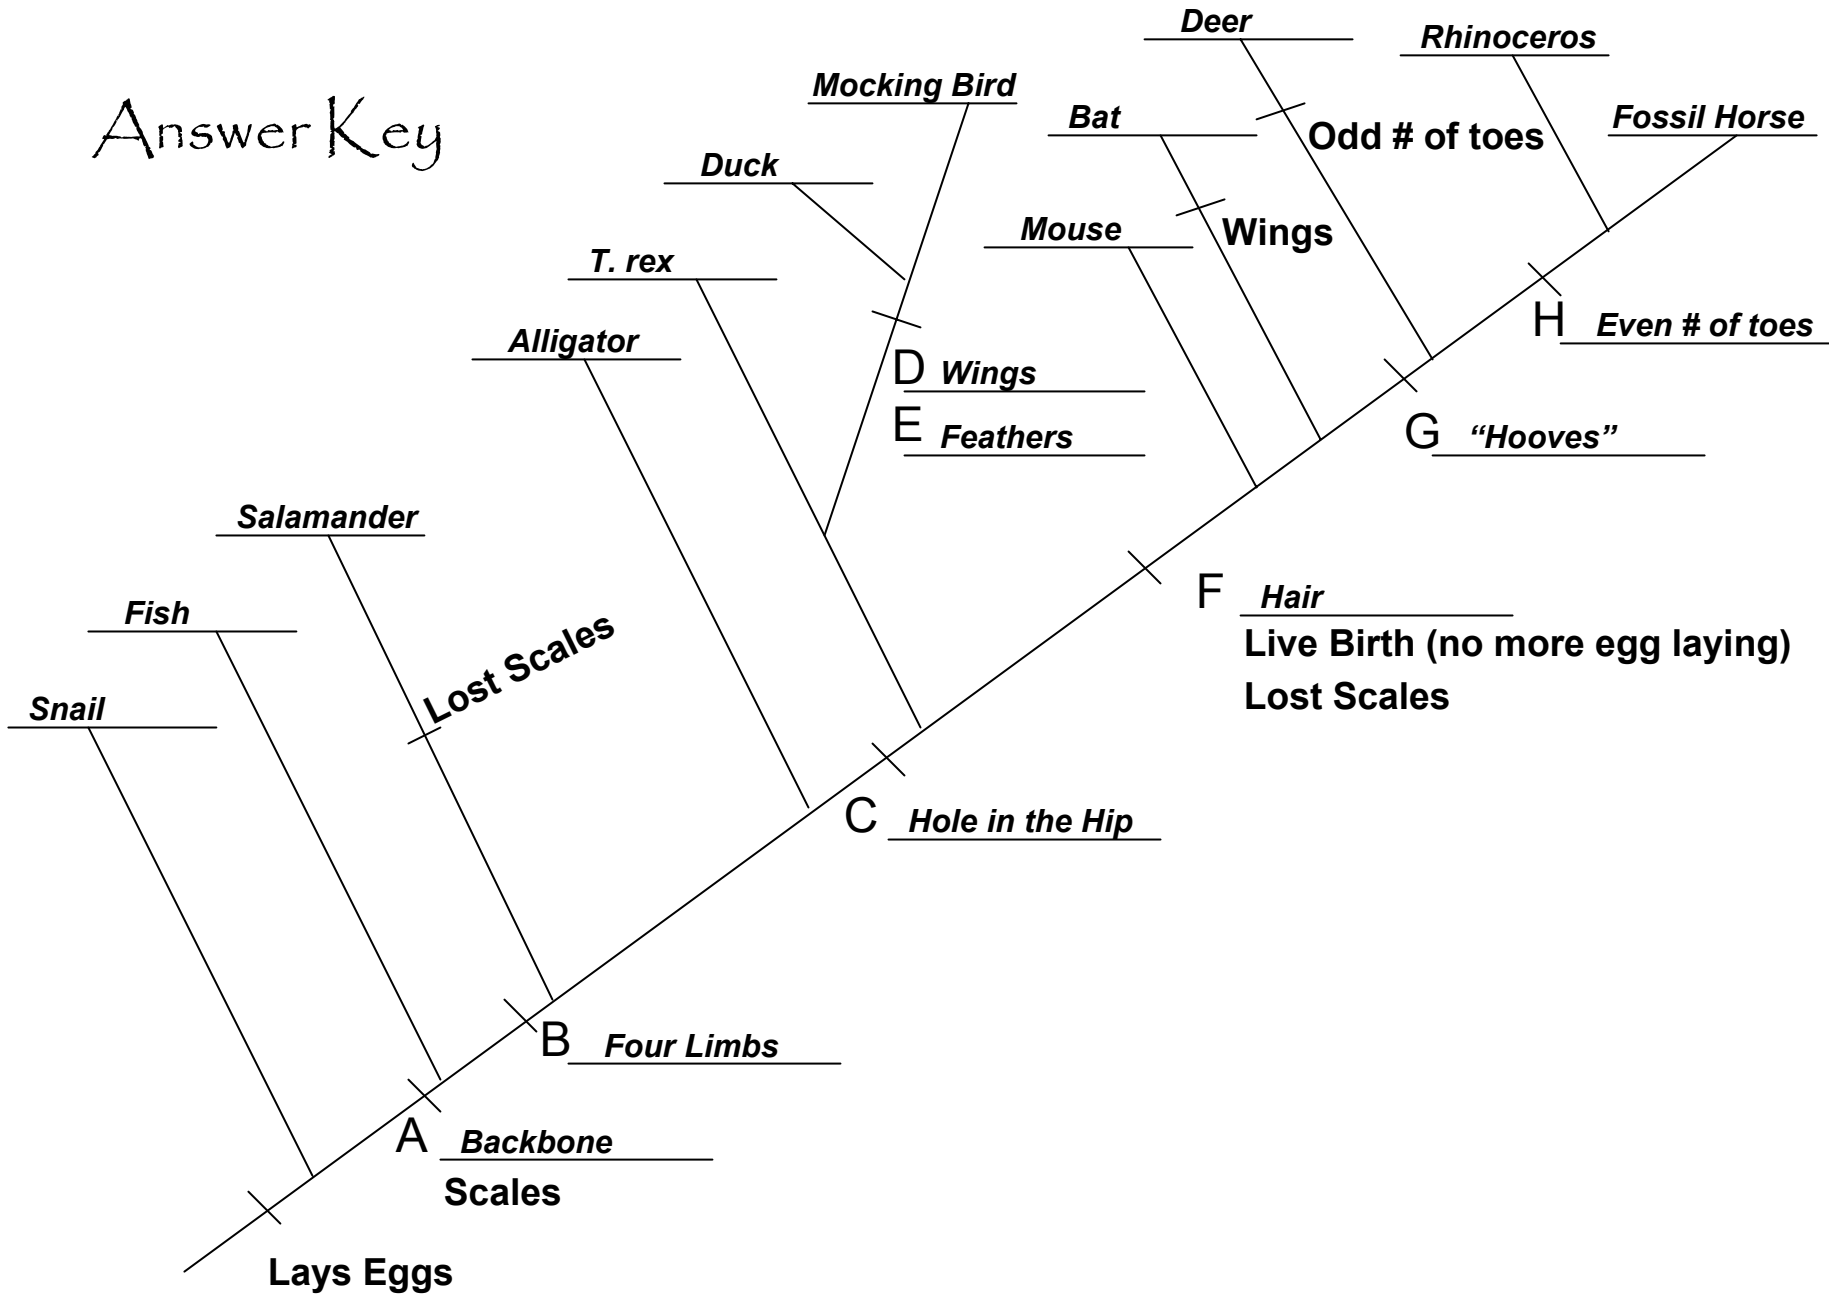 Answer Key
Deer
Rhinoceros
Mocking Bird
Bat
Fossil Horse
Odd # of toes
Duck
Mouse
Wings
T. rex
H Even # of toes
Alligator
D Wings
E Feathers
G “Hooves”
Salamander
F Hair
Live Birth (no more egg laying)
Lost Scales
Fish
Lost Scales
Snail
C Hole in the Hip
B Four Limbs
A Backbone
Scales
Lays Eggs